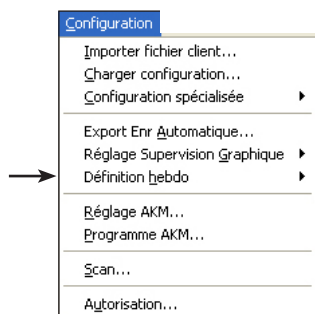 Configuration
Importer fichier client...
Charger configuration...
Configuration spécialisée
Export Enr Automatique...
Réglage Supervision Graphique
Définition hebdo
Réglage AKM...
Programme AKM...
Scan...
Autorisation...